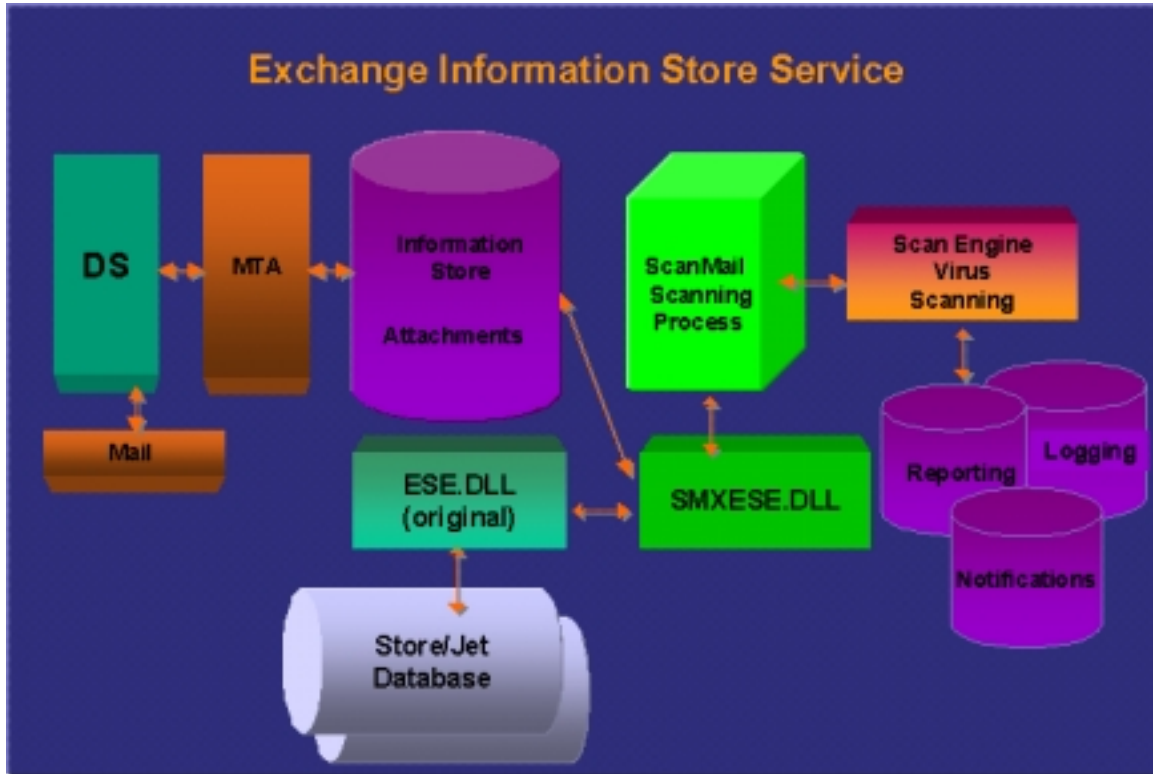 Exchange Information Store Service
DS
MTA
Information
Store
Attachments
ScanMail
Scanning
Process
Scan Engine
Virus
Scanning
Mail
ESE.DLL
(original)
SMXESE.DLL
Reporting
Logging
Notifications
Store/Jet
Database